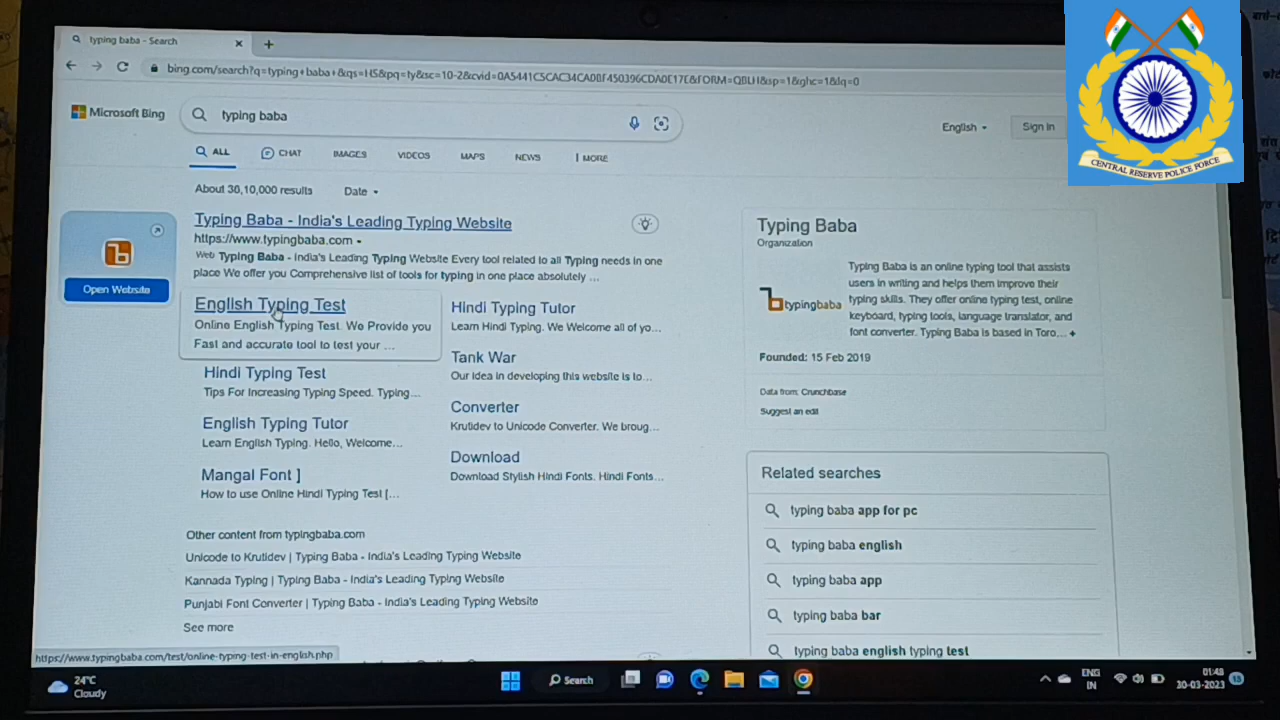 typing baba - Search
bing.com/search?q=typing+baba+&qs=HS&pq=ty&sc=10-2&cvid=0A5441C5CAC34CA08F450396CDA0E17E&FORM=QBLH&sp=1&ghc=1&lq=0
Microsoft Bing
typing baba
English
Sign in
ALL
CHAT
IMAGES
VIDEOS
MAPS
NEWS
MORE
About 30,10,000 results
Date
Open Website
Typing Baba - India's Leading Typing Website
https://www.typingbaba.com
Web Typing Baba - India's Leading Typing Website Every tool related to all Typing needs in one
place We offer you Comprehensive list of tools for typing in one place absolutely ...
English Typing Test
Online English Typing Test. We Provide you
Fast and accurate tool to test your ...
Hindi Typing Test
Tips For Increasing Typing Speed. Typing...
English Typing Tutor
Learn English Typing. Hello, Welcome...
Mangal Font ]
How to use Online Hindi Typing Test [...
Hindi Typing Tutor
Learn Hindi Typing. We Welcome all of yo...
Tank War
Our idea in developing this website is to...
Converter
Krutidev to Unicode Converter. We broug...
Download
Download Stylish Hindi Fonts. Hindi Fonts...
Other content from typingbaba.com
Unicode to Krutidev | Typing Baba - India's Leading Typing Website
Kannada Typing | Typing Baba - India's Leading Typing Website
Punjabi Font Converter | Typing Baba - India's Leading Typing Website
See more
Typing Baba
Organization
typingbaba
Typing Baba is an online typing tool that assists
users in writing and helps them improve their
typing skills. They offer online typing test, online
keyboard, typing tools, language translator, and
font converter. Typing Baba is based in Toro...
Founded: 15 Feb 2019
Data from: Crunchbase
Suggest an edit
Related searches
typing baba app for pc
typing baba english
typing baba app
typing baba bar
typing baba english typing test
https://www.typingbaba.com/test/online-typing-test-in-english.php
24°C
Cloudy
Search
ENG
IN
01:48
30-03-2023
CENTRAL RESERVE POLICE FORCE